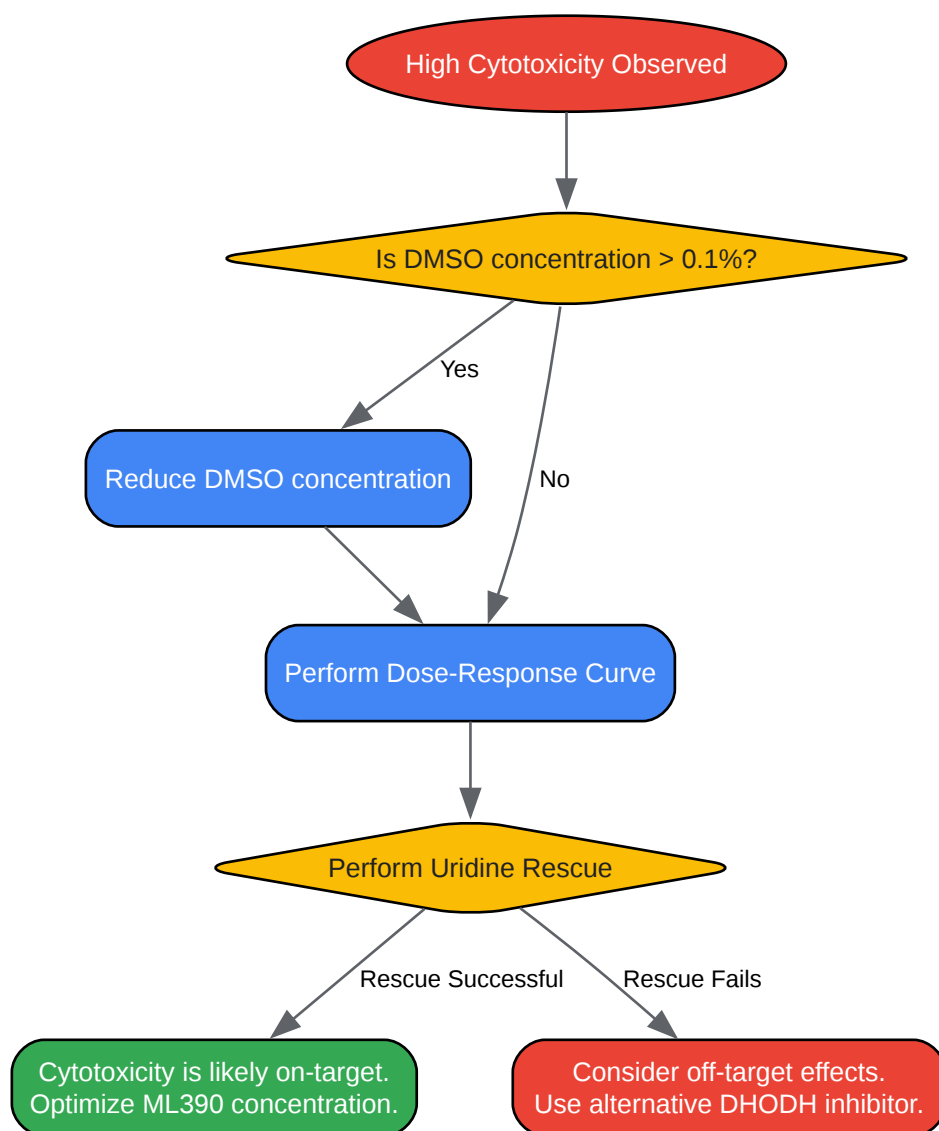 High Cytotoxicity Observed
Is DMSO concentration > 0.1%?
Yes
Reduce DMSO concentration
No
Perform Dose-Response Curve
Perform Uridine Rescue
Rescue Successful
Rescue Fails
Cytotoxicity is likely on-target.
Optimize ML390 concentration.
Consider off-target effects.
Use alternative DHODH inhibitor.